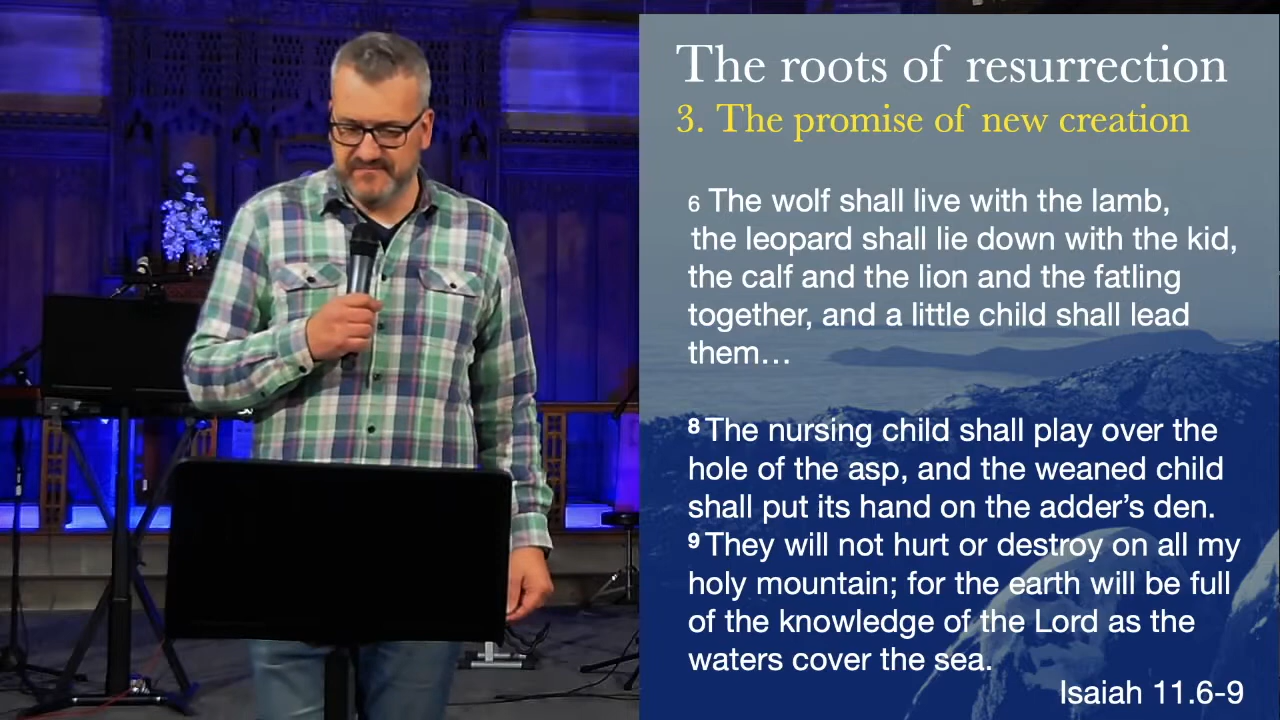 The roots of resurrection
3. The promise of new creation
6 The wolf shall live with the lamb,
the leopard shall lie down with the kid,
the calf and the lion and the fatling
together, and a little child shall lead
them…
8 The nursing child shall play over the
hole of the asp, and the weaned child
shall put its hand on the adder’s den.
9 They will not hurt or destroy on all my
holy mountain; for the earth will be full
of the knowledge of the Lord as the
waters cover the sea.
Isaiah 11.6-9